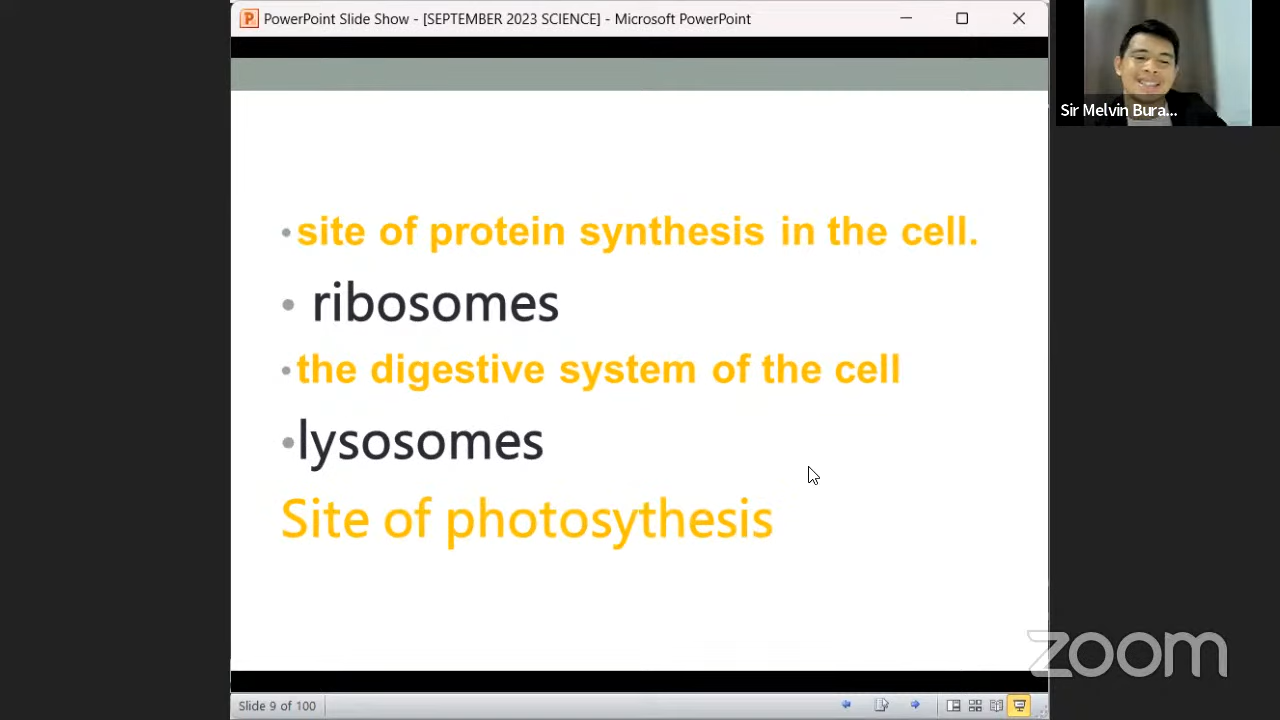 PowerPoint Slide Show - [SEPTEMBER 2023 SCIENCE] - Microsoft PowerPoint
Sir Melvin Bura...
•site of protein synthesis in the cell.
• ribosomes
•the digestive system of the cell
•lysosomes
Site of photosythesis
zoom
Slide 9 of 100